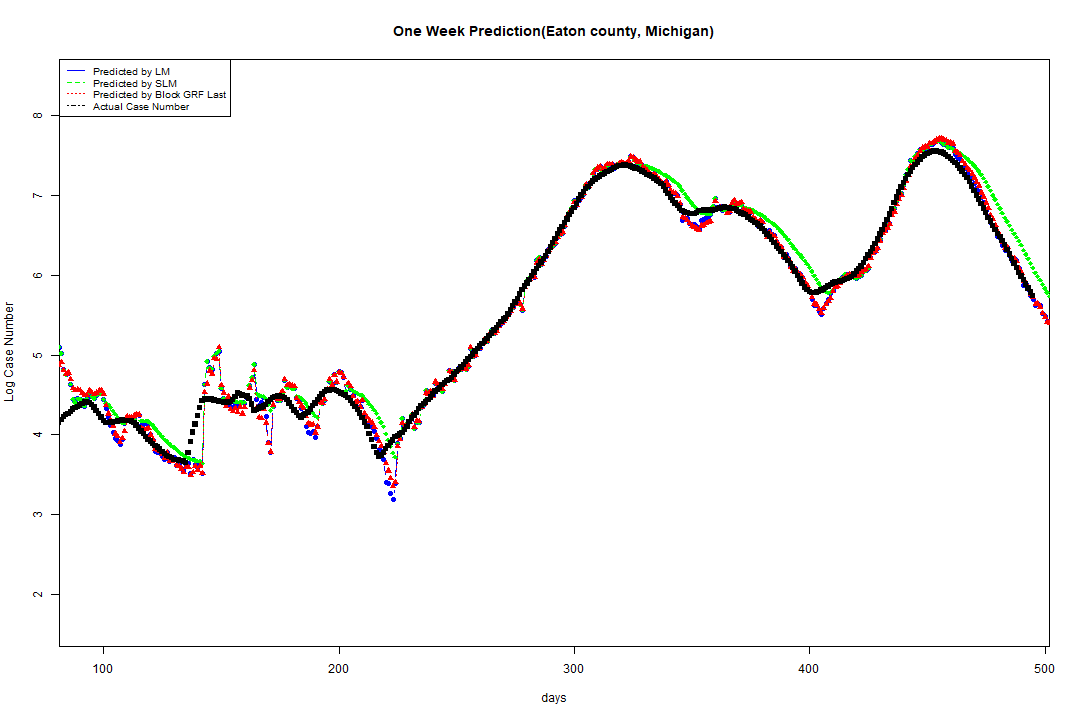 One Week Prediction(Eaton county, Michigan)
Predicted by LM
Predicted by SLM
Predicted by Block GRF Last
Actual Case Number
8
7
6
5
4
3
2
Log Case Number
100 200 300 400 500
days